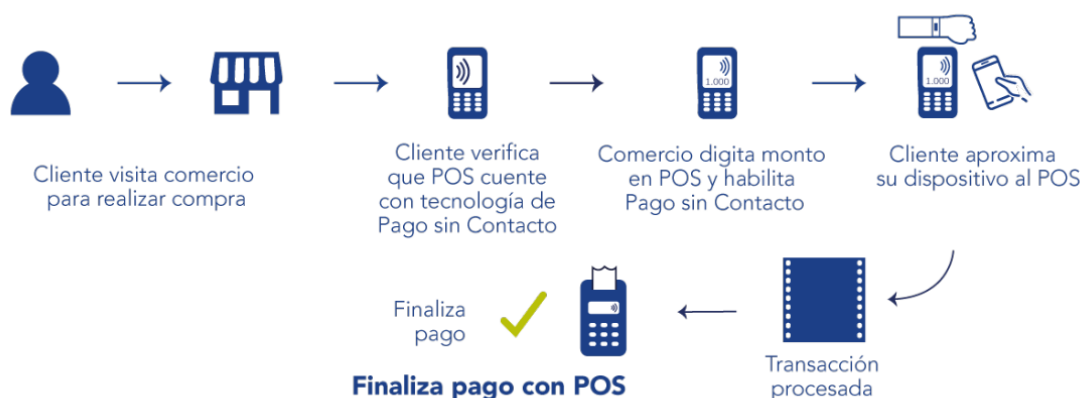 Cliente visita comercio
para realizar compra
Cliente verifica
que POS cuente
con tecnología de
Pago sin Contacto
1.000
Comercio digita monto
en POS y habilita
Pago sin Contacto
1.000
Cliente aproxima
su dispositivo al POS
Transacción
procesada
Finaliza
pago
Finaliza pago con POS